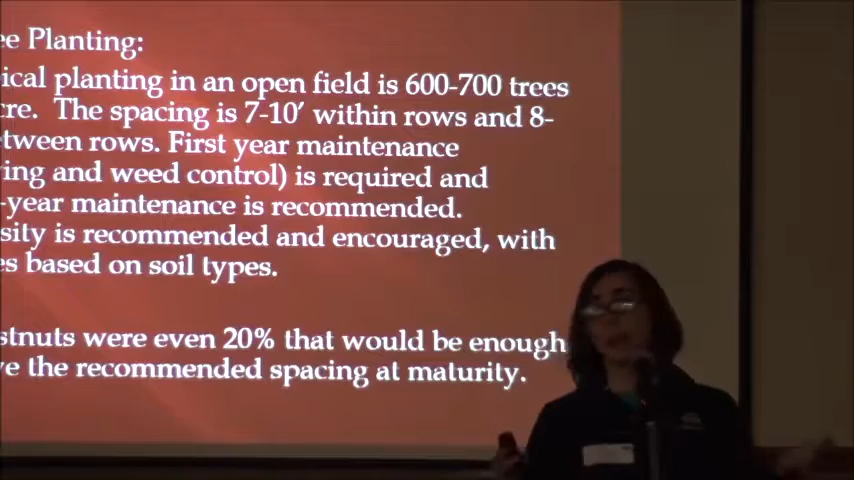 ee Planting:
ical planting in an open field is 600-700 trees
cre. The spacing is 7-10' within rows and 8-
tween rows. First year maintenance
ing and weed control) is required and
-year maintenance is recommended.
sity is recommended and encouraged, with
es based on soil types.
stnuts were even 20% that would be enough
ve the recommended spacing at maturity.